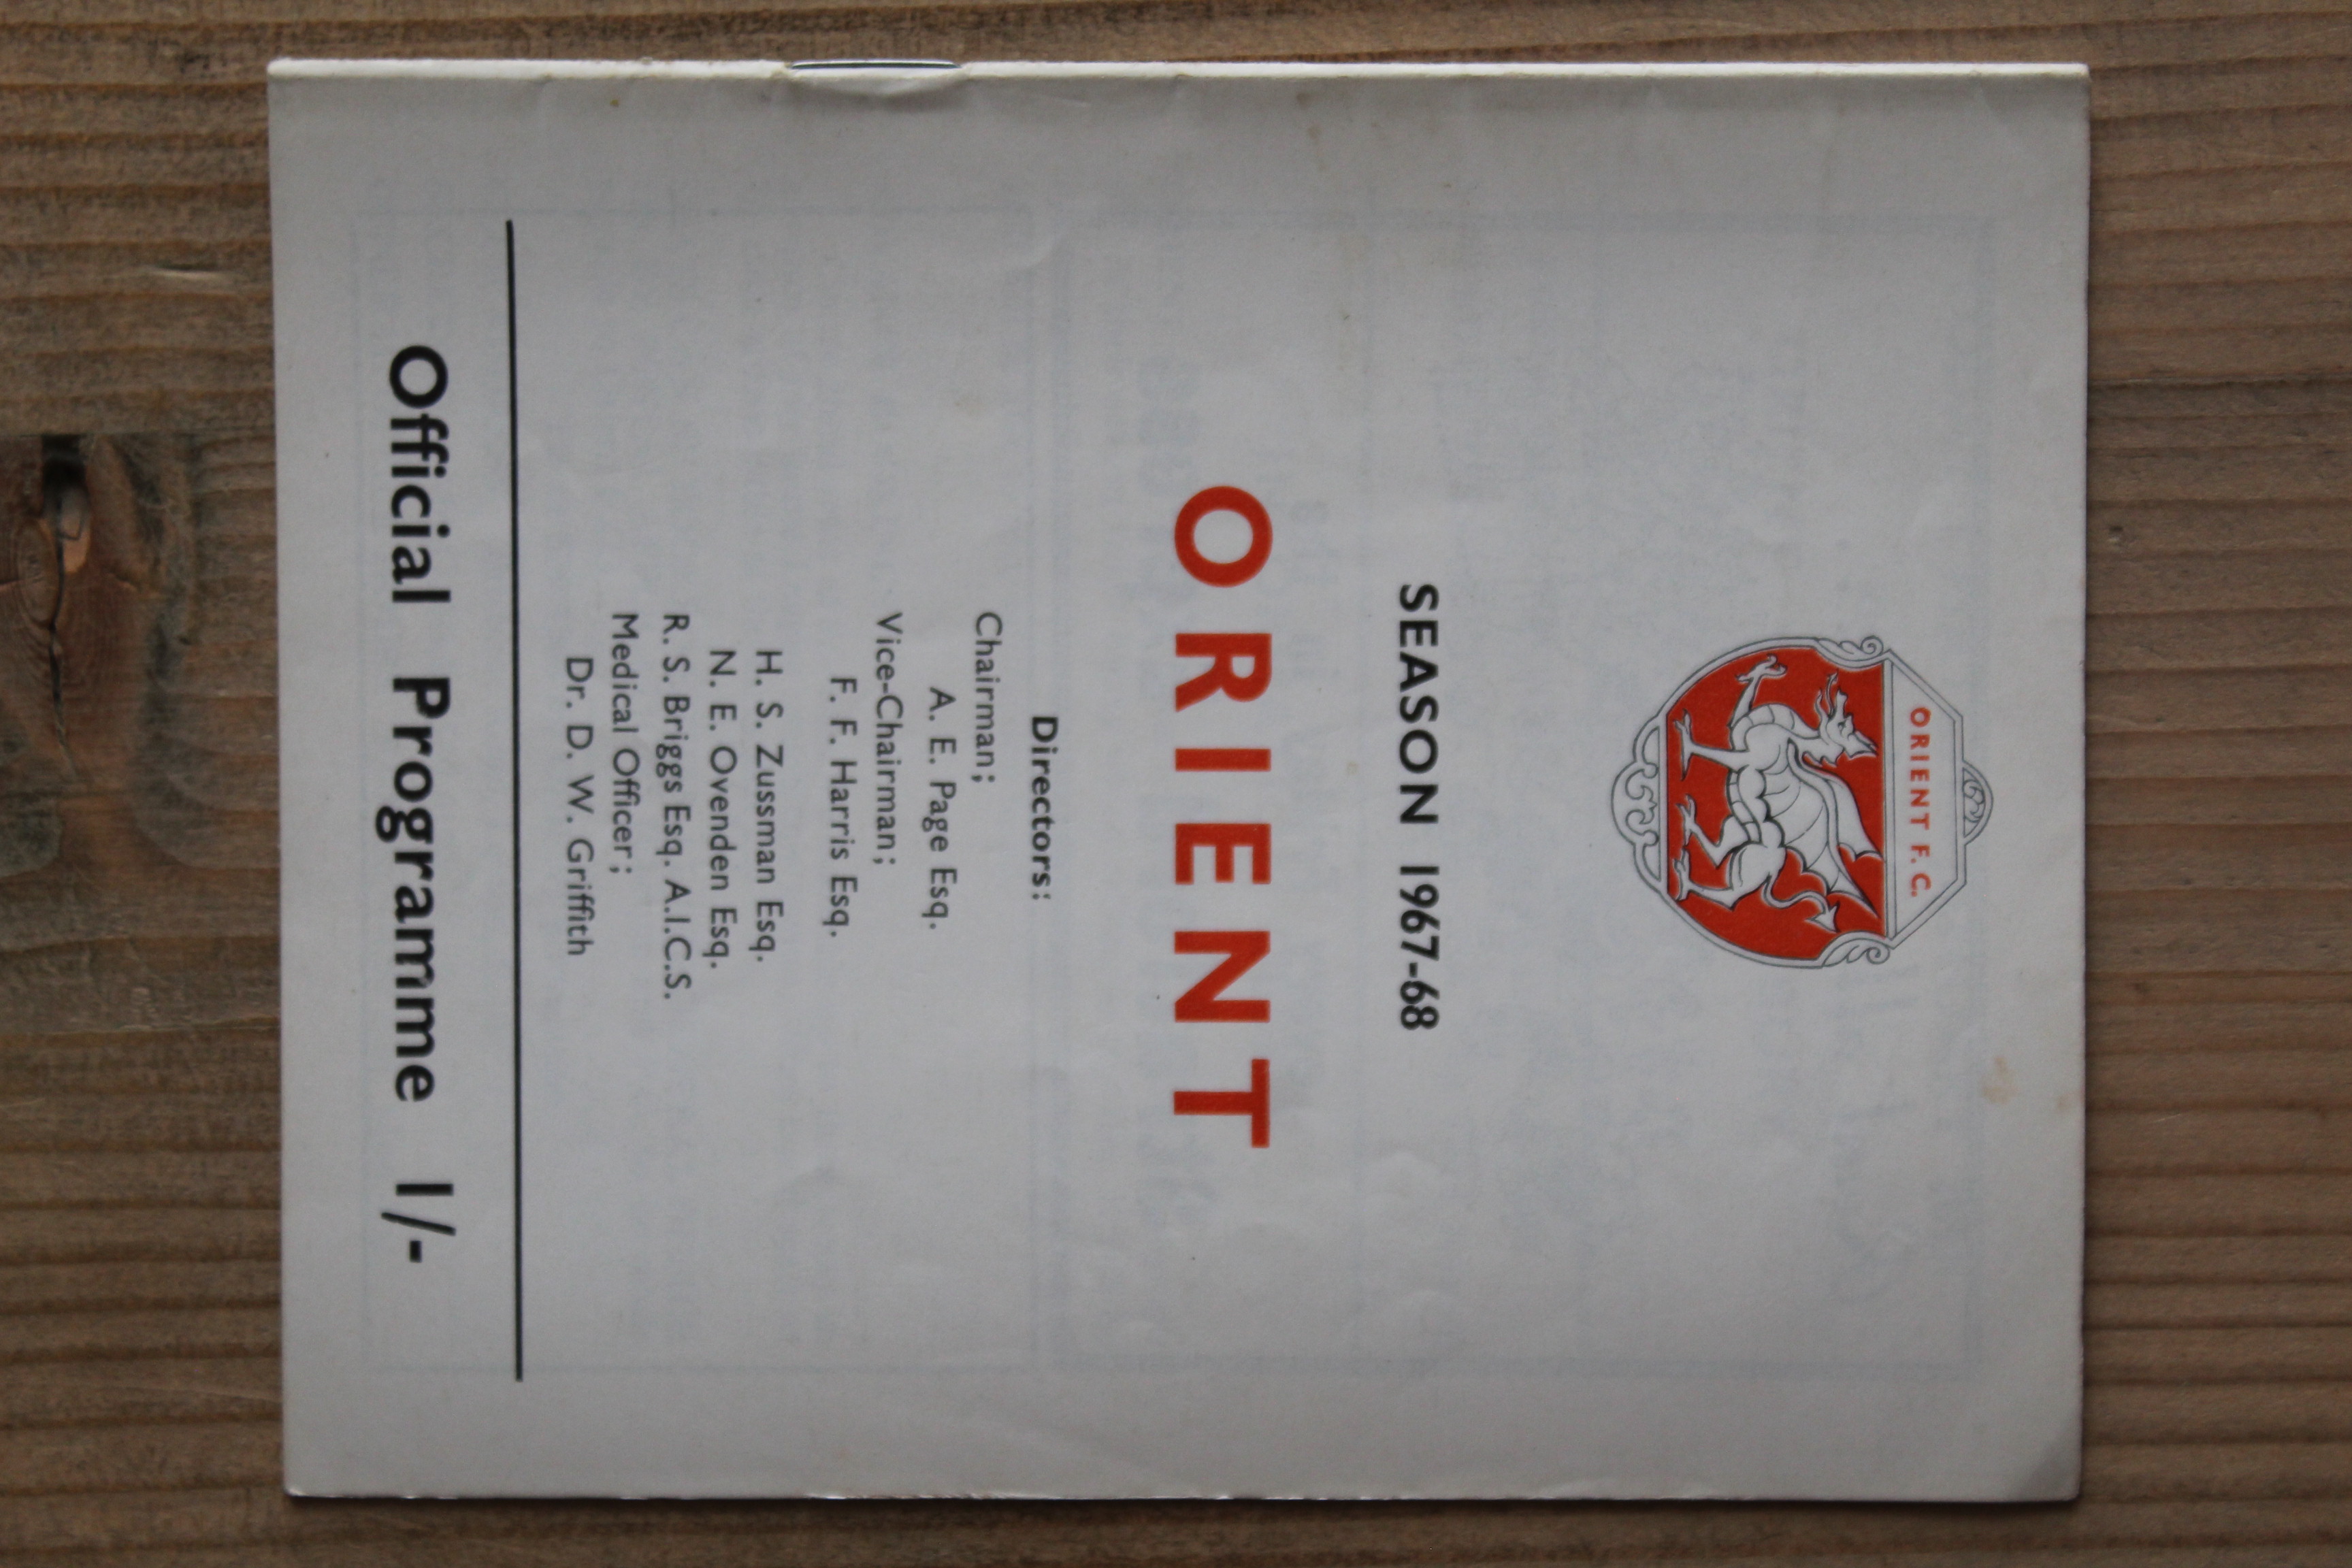 ORIENT F. C.
SEASON 1967-68
ORIENT
Directors:
Chairman;
A. E. Page Esq.
Vice-Chairman;
F. F. Harris Esq.
H. S. Zussman Esq.
N. E. Ovenden Esq.
R. S. Briggs Esq. A.I.C.S.
Medical Officer;
Dr. D. W. Griffith
Official Programme 1/-